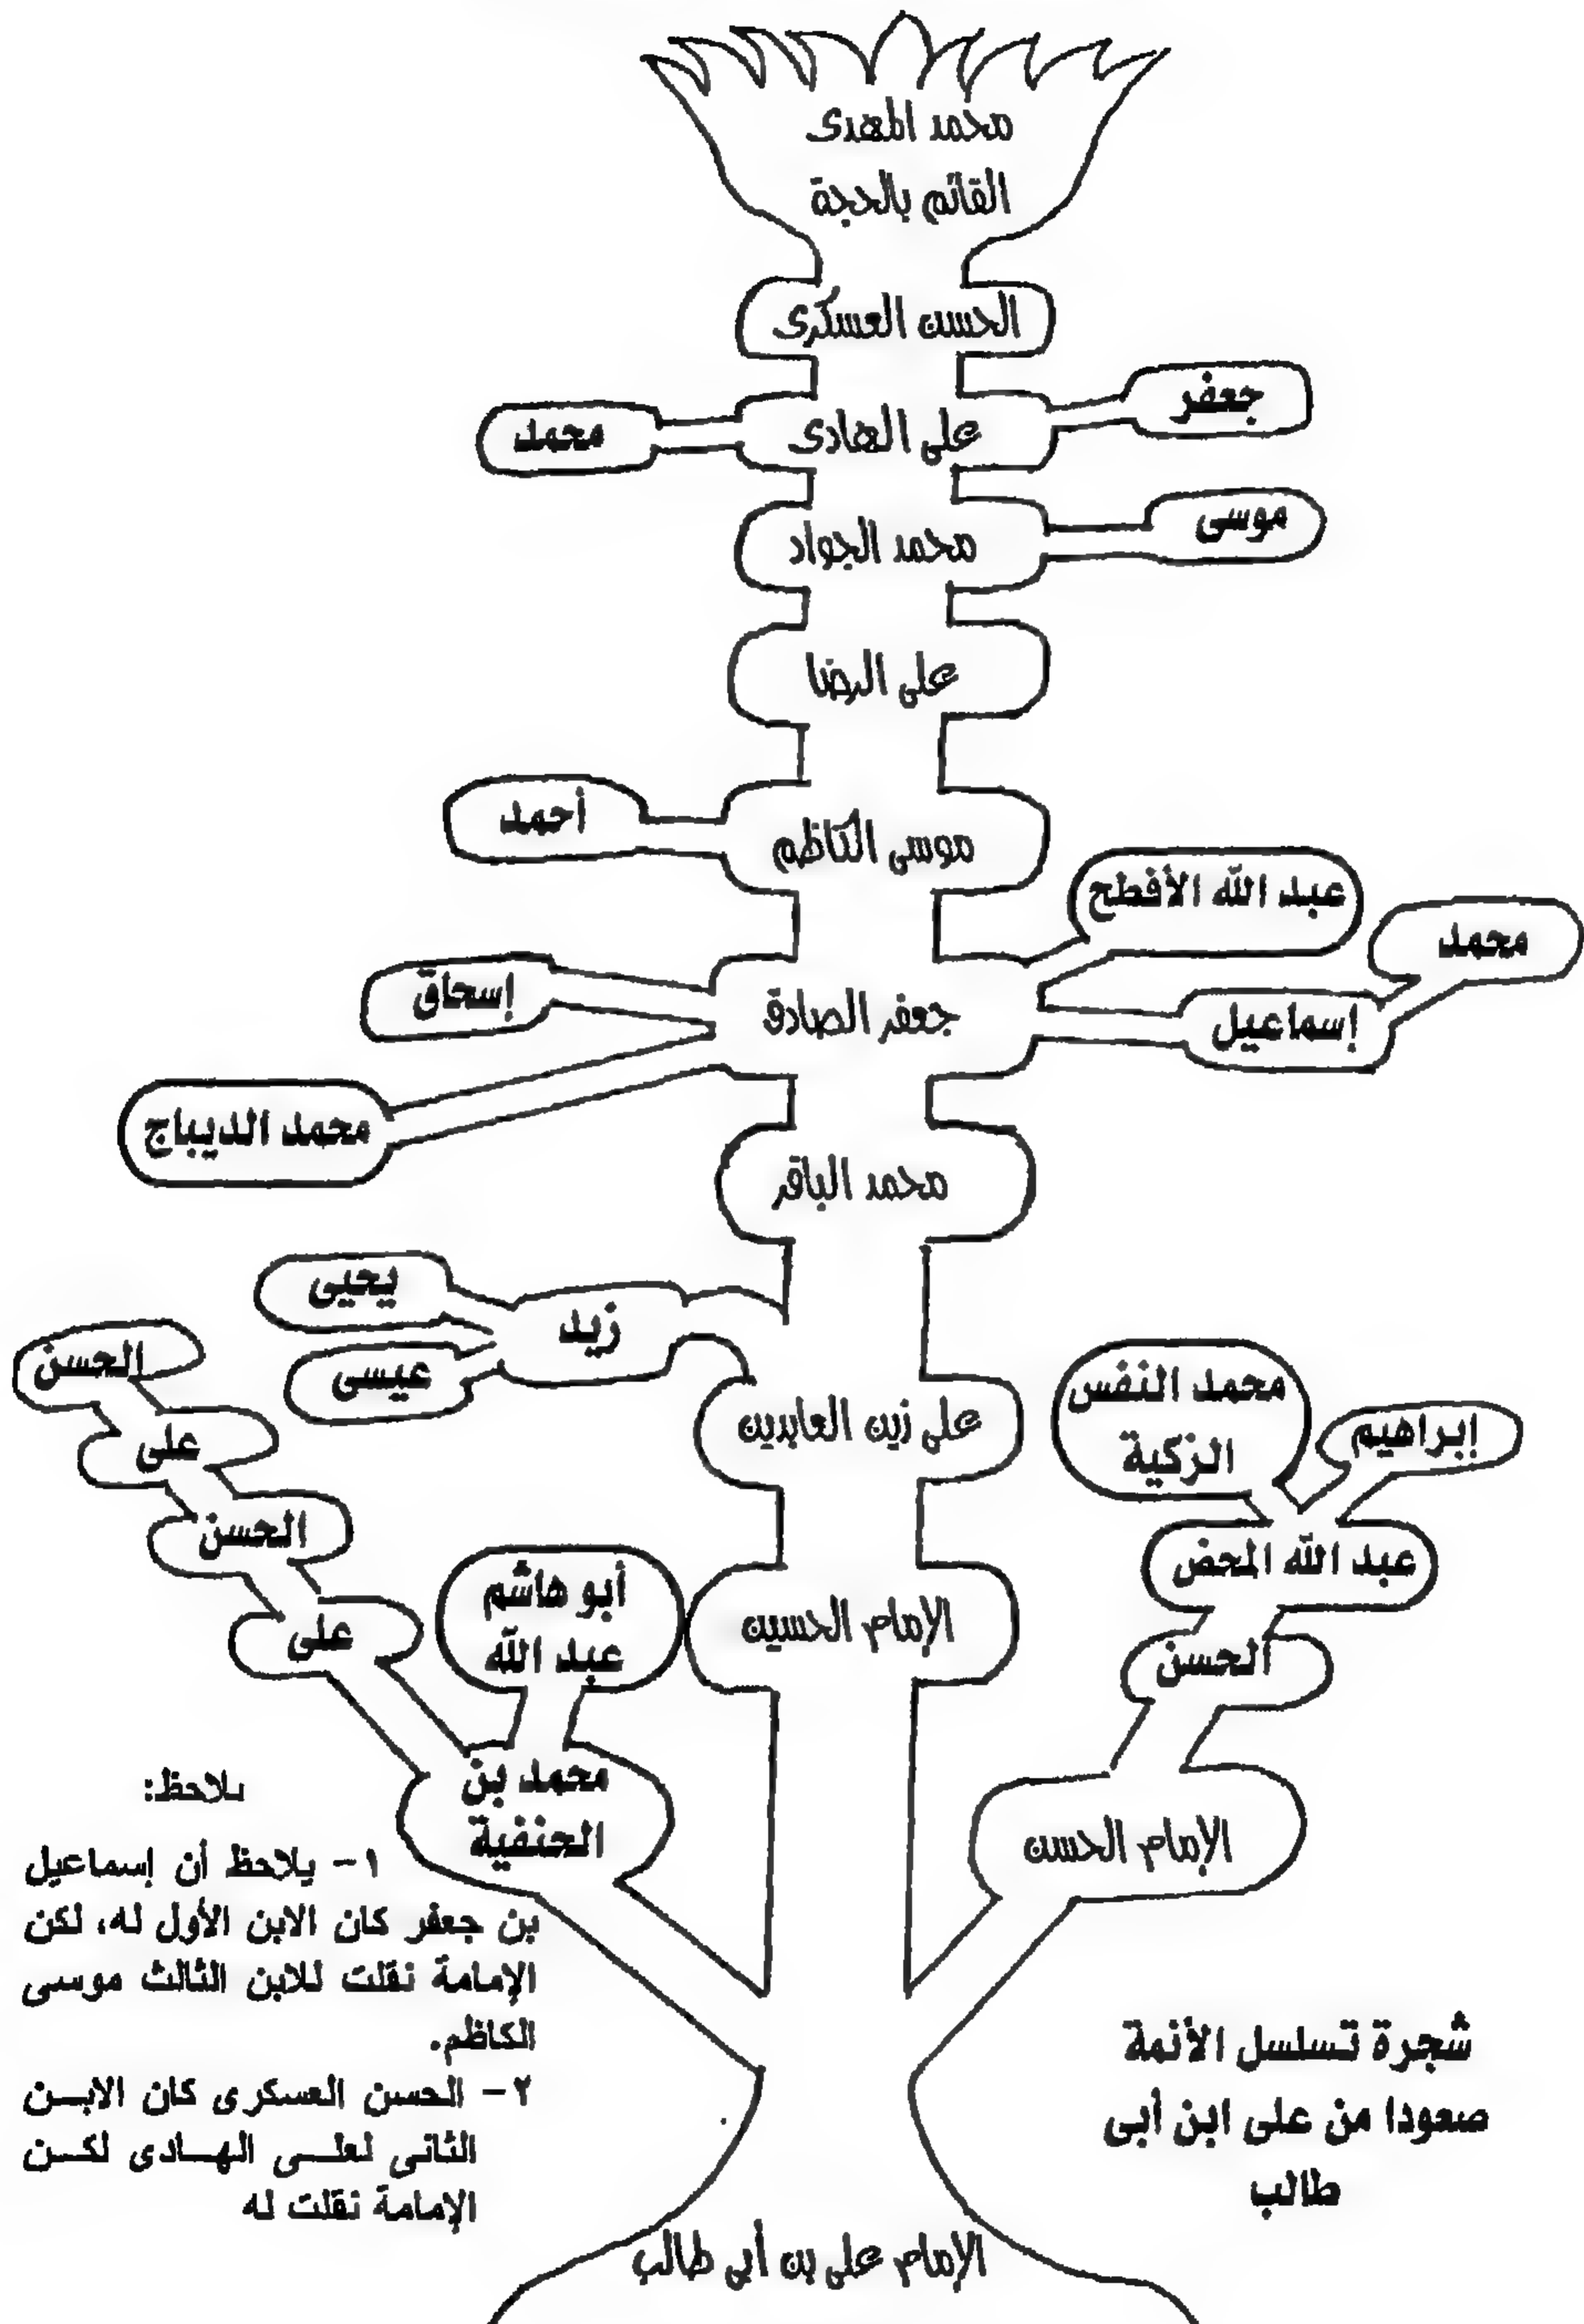 محمد المهدى
القائم بالحجة
الحسن العسكرى
جعفر
على الهادى
محمد
موسى
محمد الجواد
على الرضا
أحمد
موسى الكاظم
عبد الله الأفطح
محمد
إسماعيل
جعفر الصادق
إسحاق
محمد الديباج
محمد الباقر
يحيى
زيد
عيسى
على زين العابدين
الحسن
على
الحسن
على
محمد النفس
الزكية
إبراهيم
عبد الله المحض
الحسن
الإمام الحسين
أبو هاشم
عبد الله
محمد بن
الحنفية
الإمام الحسن
يلاحظ:
١- يلاحظ أن إسماعيل
بن جعفر كان الابن الأول له، لكن
الإمامة نقلت للابن الثالث موسى
الكاظم.
٢- الحسن العسكرى كان الابن
الثانى لعلى الهادى لكن
الإمامة نقلت له
شجرة تسلسل الأئمة
صعودا من على ابن أبى
طالب
الإمام على بن أبى طالب